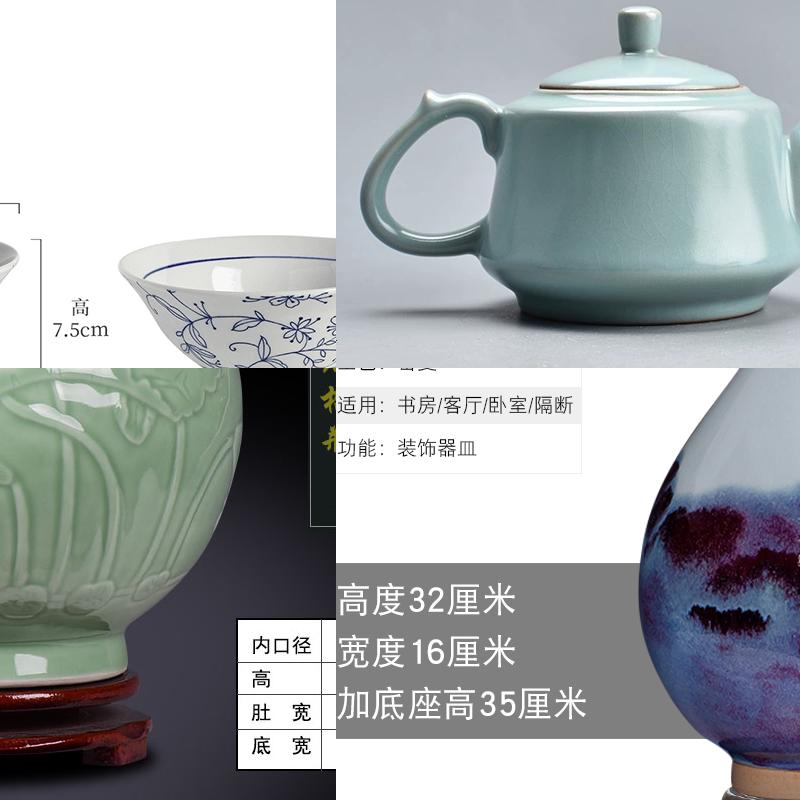 高
7.5cm
适用：书房/客厅/卧室/隔断
功能：装饰器皿
高度32厘米
宽度16厘米
加底座高35厘米
内口径
高
肚 宽
底 宽